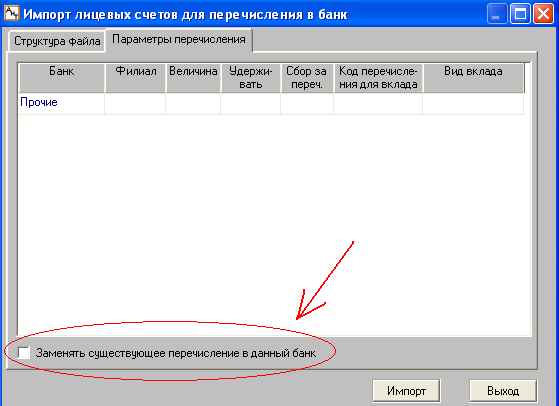 Импорт лицевых счетов для перечисления в банк
Структура файла Параметры перечисления
Банк Филиал Величина Удержи-вать Сбор за переч. Код перечисле-ния для вклада Вид вклада
Прочие
Заменять существующее перечисление в данный банк
Импорт Выход